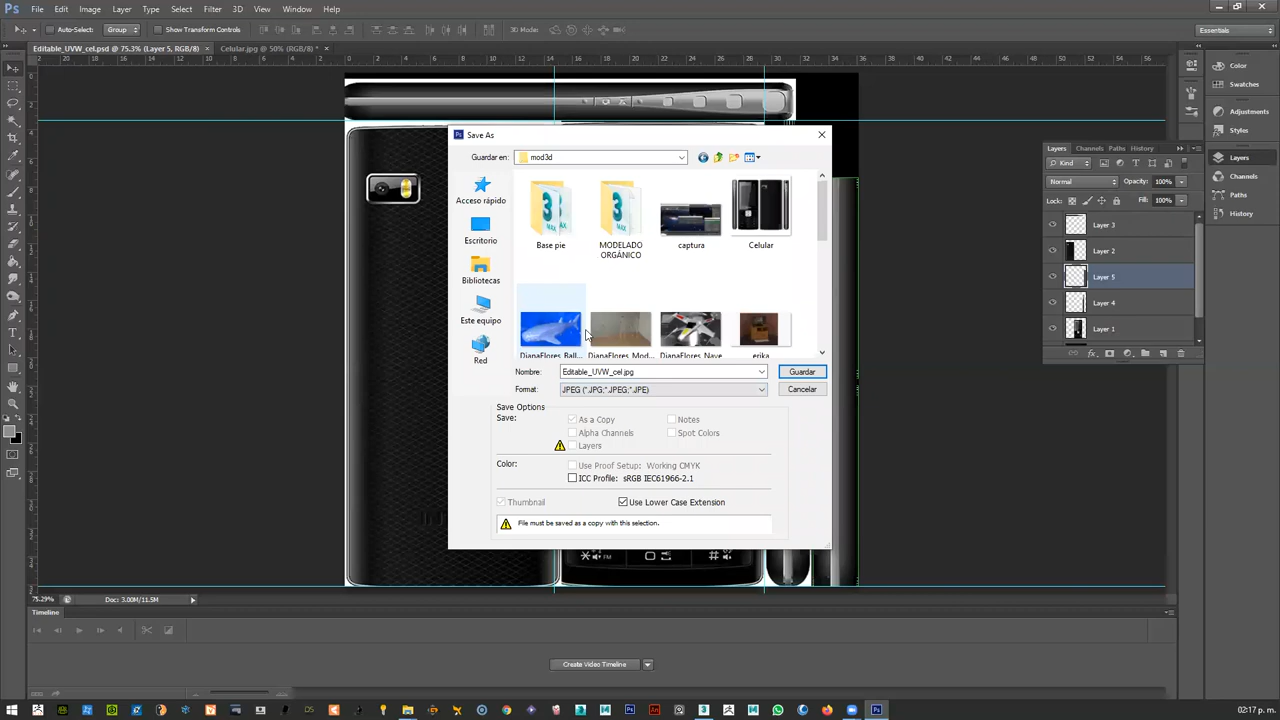 Ps File Edit Image Layer Type Select Filter 3D View Window Help
Auto-Select: Group Show Transform Controls 3D Mode: Essentials
Editable_UVW_cel.psd @ 75.3% (Layer 5, RGB/8) × Celular.jpg @ 50% (RGB/8) * ×
Save As
Guardar en: mod3d
Acceso rápido
Escritorio
Bibliotecas
Este equipo
Red
Base pie
MODELADO ORGÁNICO
captura
Celular
DianaFlores_Ball...
DianaFlores_Mod...
DianaFlores_Nave
erika
Nombre: Editable_UVW_cel.jpg Guardar
Format: JPEG (*.JPG;*.JPEG;*.JPE) Cancelar
Save Options
Save: As a Copy Notes
Alpha Channels Spot Colors
Layers
Color: Use Proof Setup: Working CMYK
ICC Profile: sRGB IEC61966-2.1
Thumbnail Use Lower Case Extension
File must be saved as a copy with this selection.
Color
Swatches
Adjustments
Styles
Layers
Channels
Paths
History
Layers Channels Paths History
Kind
Normal Opacity: 100%
Lock: Fill: 100%
Layer 3
Layer 2
Layer 5
Layer 4
Layer 1
75.29% Doc: 3.00M/11.5M
Timeline
Create Video Timeline
02:17 p. m.